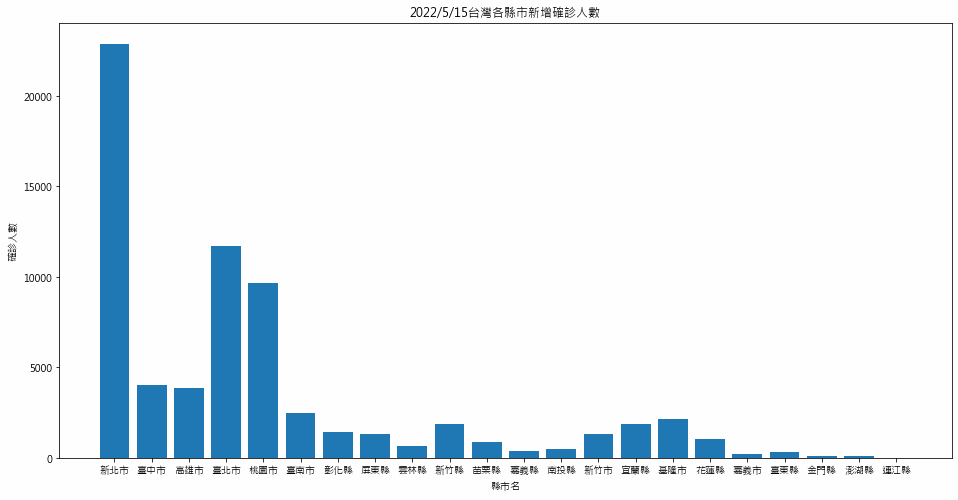 2022/5/15台灣各縣市新增確診人數
確診人數
20000
15000
10000
5000
0
新北市 臺中市 高雄市 臺北市 桃園市 臺南市 彰化縣 屏東縣 雲林縣 新竹縣 苗栗縣 嘉義縣 南投縣 新竹市 宜蘭縣 基隆市 花蓮縣 嘉義市 臺東縣 金門縣 澎湖縣 連江縣
縣市名